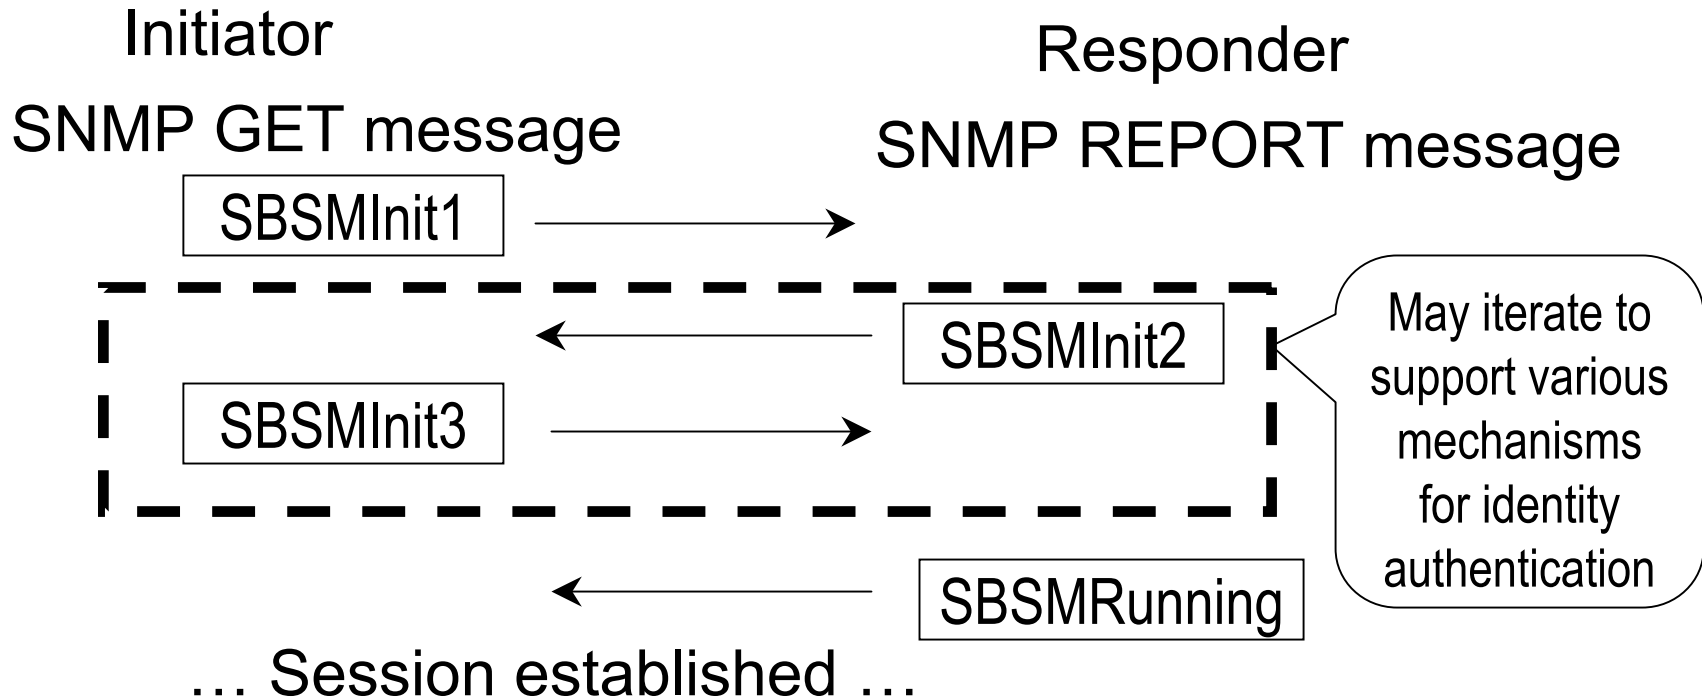 Initiator
Responder
SNMP GET message
SNMP REPORT message
SBSMInit1
SBSMInit2
SBSMInit3
May iterate to
support various
mechanisms
for identity
authentication
SBSMRunning
… Session established …